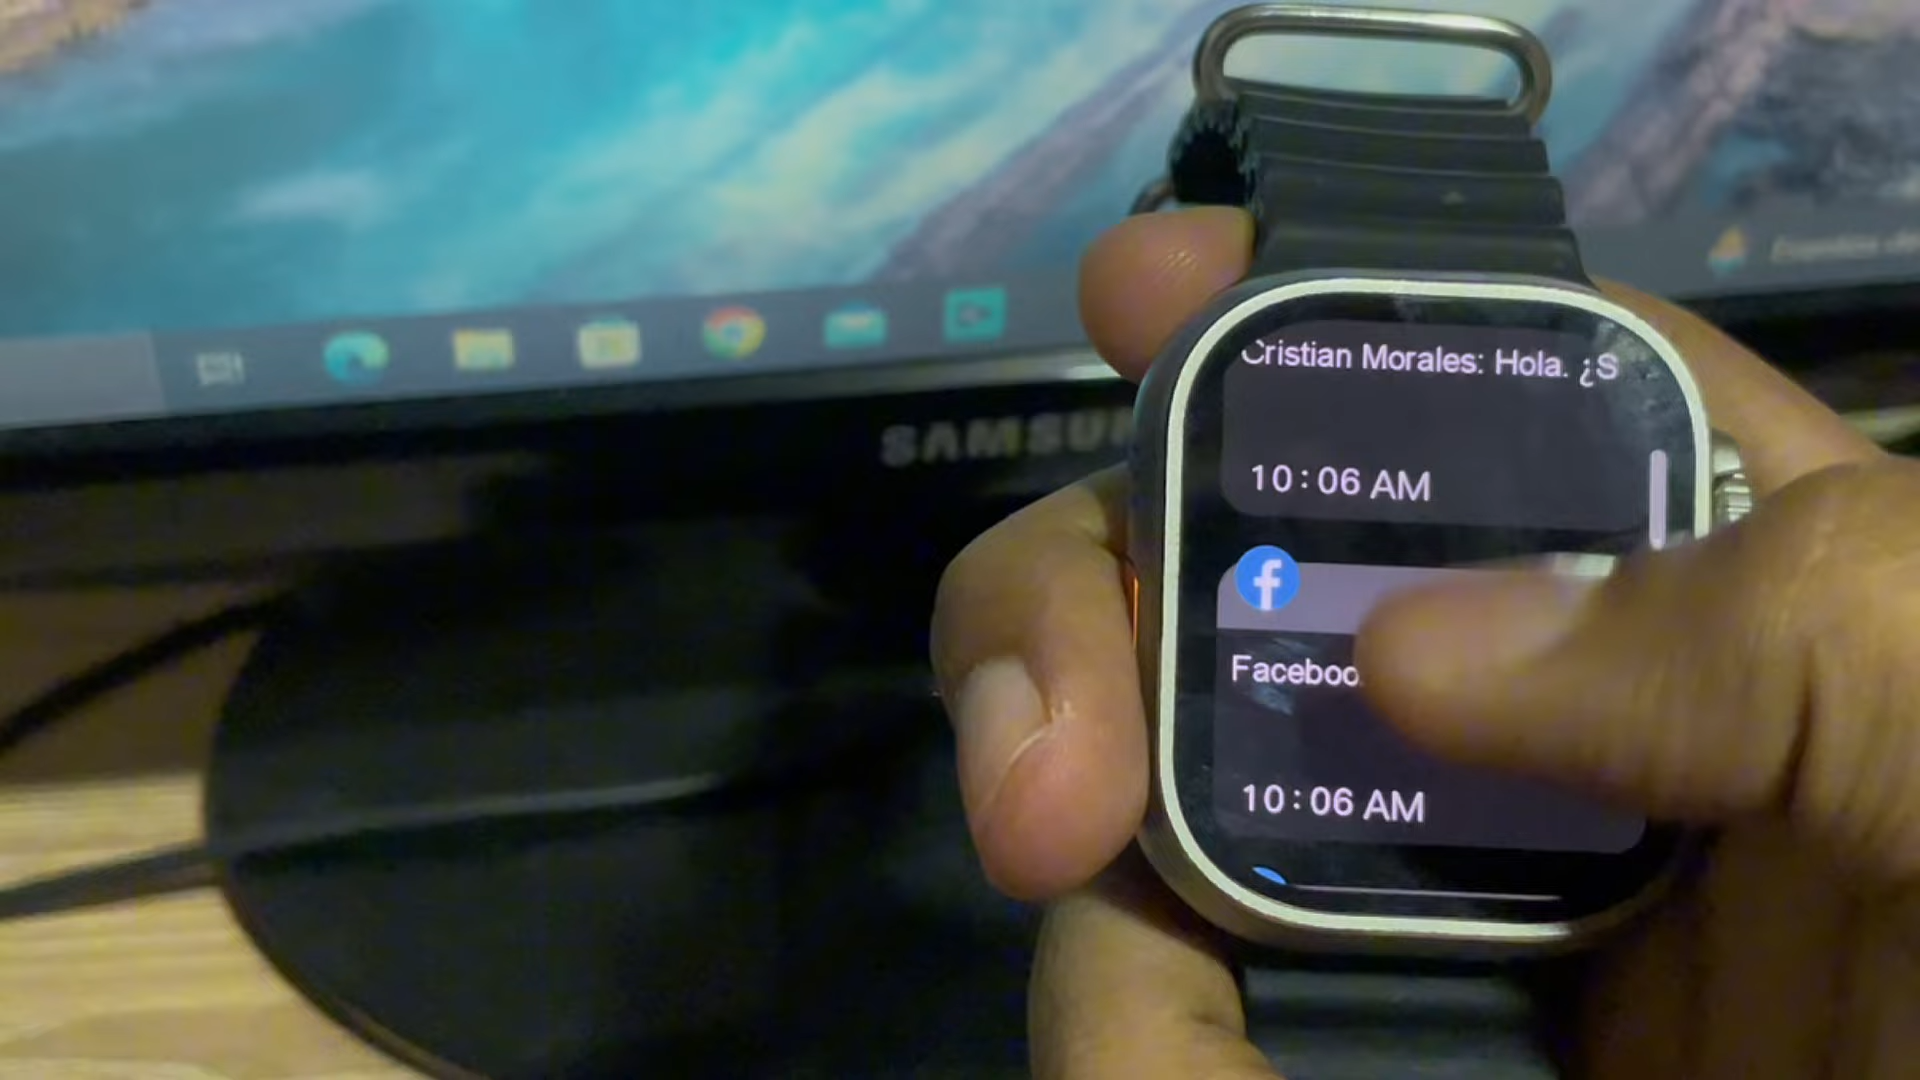 SAMSU
Cristian Morales: Hola. ¿S
10:06 AM
Faceboo
10:06 AM